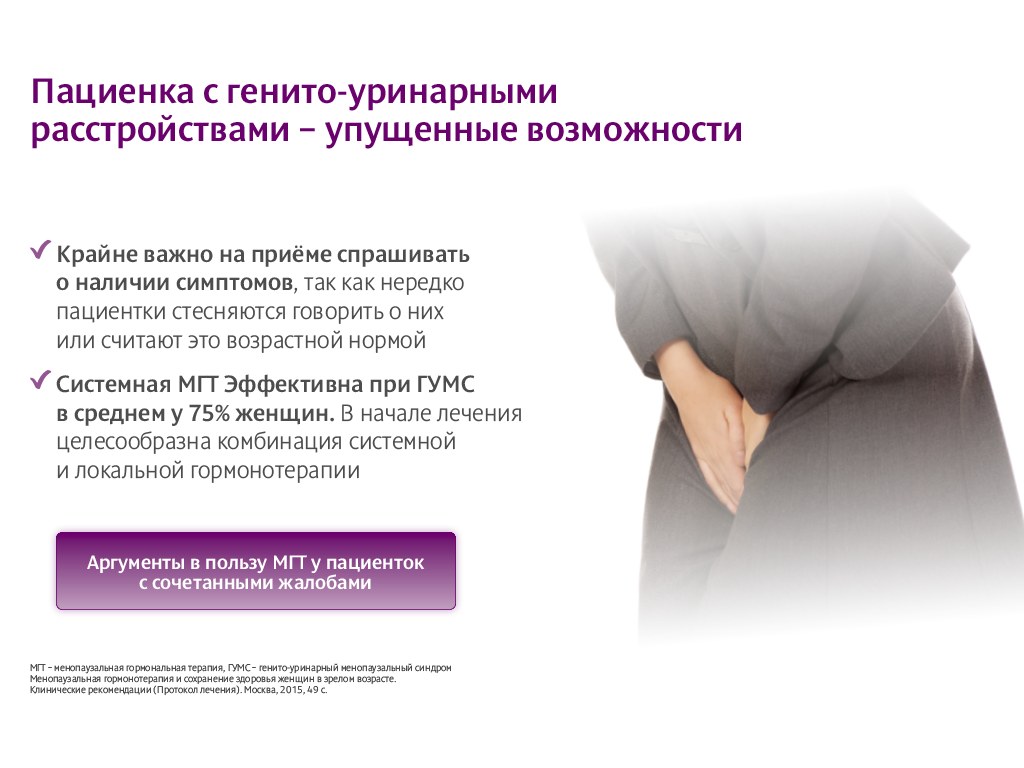 Пациенка с генито-уринарными
расстройствами – упущенные возможности
Крайне важно на приёме спрашивать
о наличии симптомов, так как нередко
пациентки стесняются говорить о них
или считают это возрастной нормой
Системная МГТ Эффективна при ГУМС
в среднем у 75% женщин. В начале лечения
целесообразна комбинация системной
и локальной гормонотерапии
Аргументы в пользу МГТ у пациенток
с сочетанными жалобами
МГТ – менопаузальная гормональная терапия, ГУМС – генито-уринарный менопаузальный синдром
Менопаузальная гормонотерапия и сохранение здоровья женщин в зрелом возрасте.
Клинические рекомендации (Протокол лечения). Москва, 2015, 49 с.